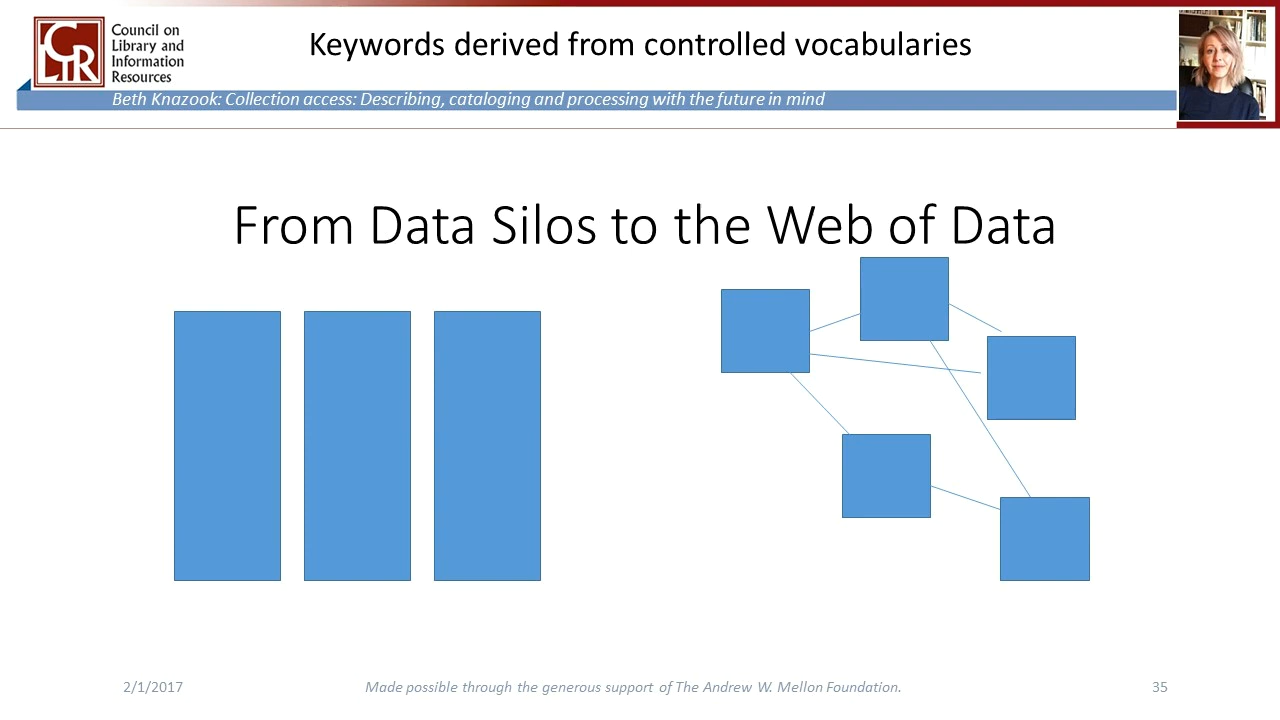 CLIR
Council on
Library and
Information
Resources
Keywords derived from controlled vocabularies
Beth Knazook: Collection access: Describing, cataloging and processing with the future in mind
From Data Silos to the Web of Data
2/1/2017
Made possible through the generous support of The Andrew W. Mellon Foundation.
35